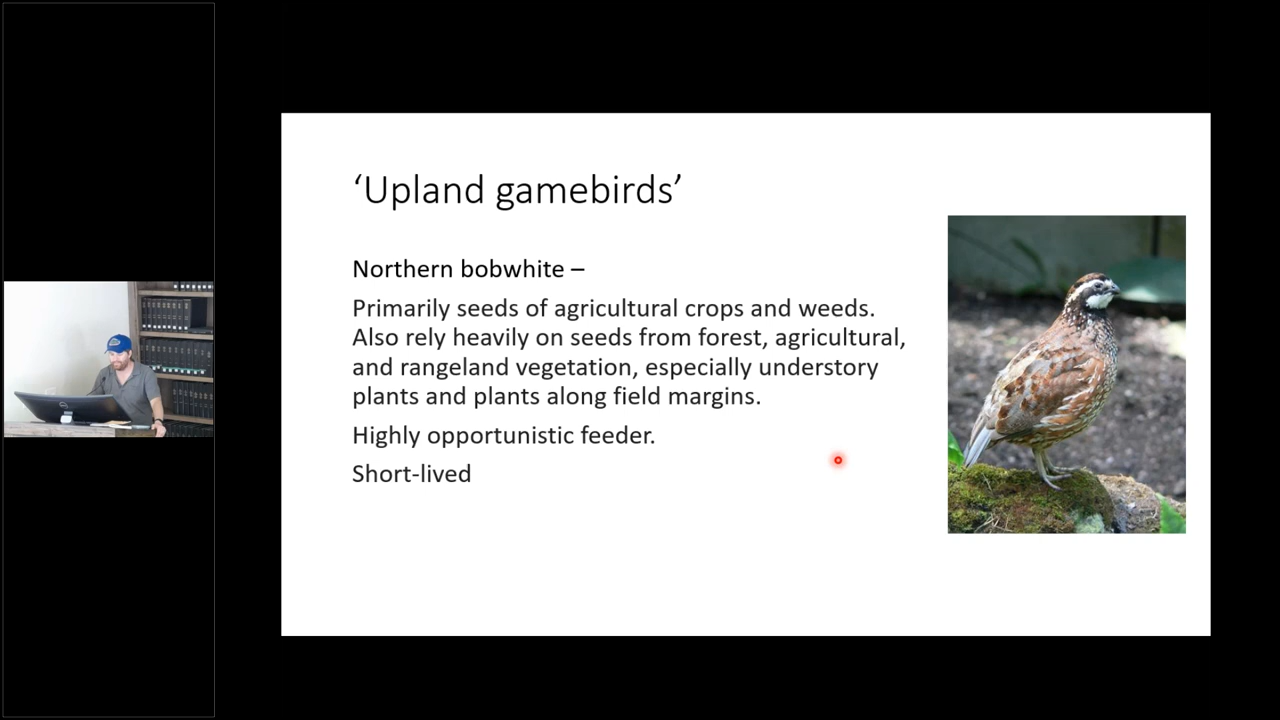 ‘Upland gamebirds’
Northern bobwhite –
Primarily seeds of agricultural crops and weeds.
Also rely heavily on seeds from forest, agricultural,
and rangeland vegetation, especially understory
plants and plants along field margins.
Highly opportunistic feeder.
Short-lived